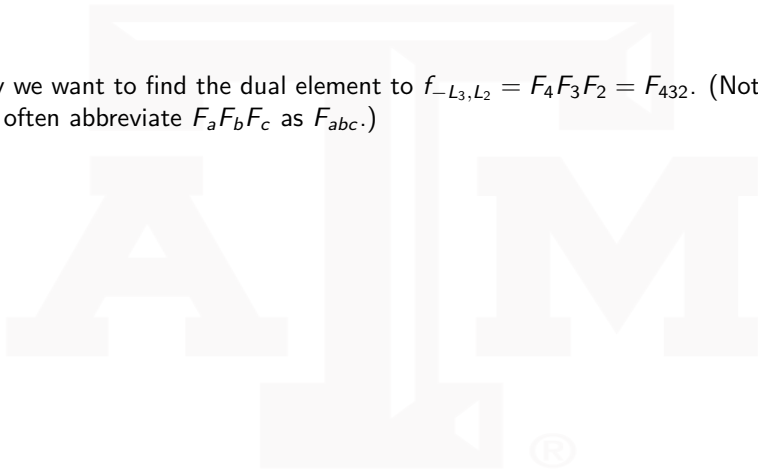 we want to find the dual element to f_{−L_3,L_2} = F_4F_3F_2 = F_{432}. (Not
often abbreviate F_aF_bF_c as F_{abc}.)
ATM
®